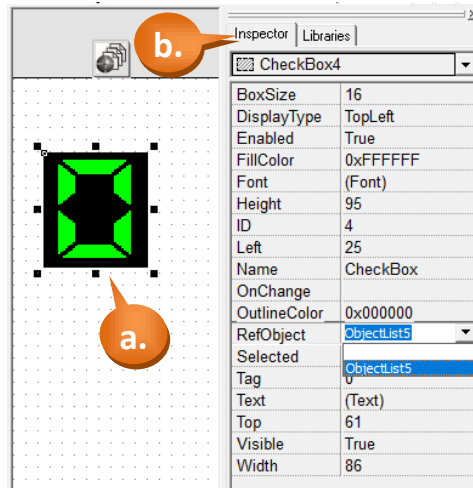 b.
Inspector Libraries
CheckBox4
BoxSize 16
DisplayType TopLeft
Enabled True
FillColor 0xFFFFFF
Font (Font)
Height 95
ID 4
Left 25
Name CheckBox
OnChange
OutlineColor 0x000000
RefObject ObjectList5
Selected
ObjectList5
Tag 0
Text (Text)
Top 61
Visible True
Width 86
0
a.